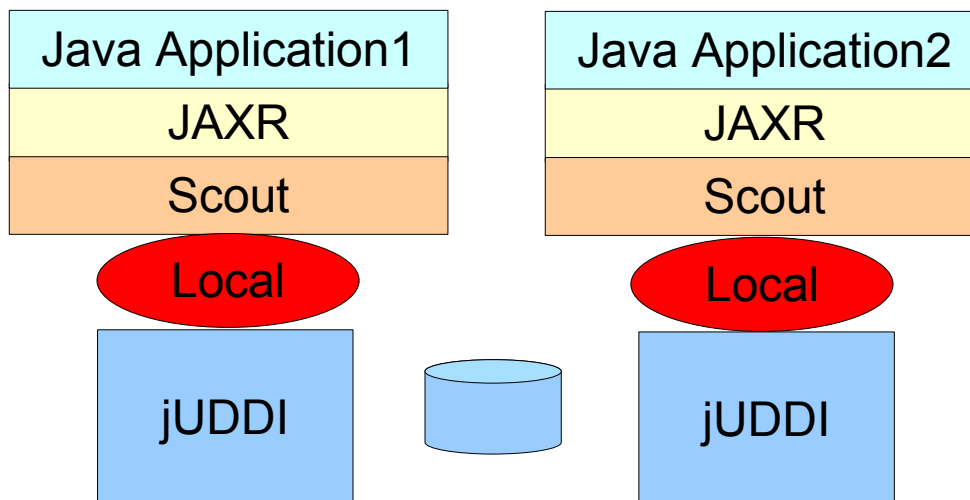 Java Application1
JAXR
Scout
Local
jUDDI
Java Application2
JAXR
Scout
Local
jUDDI